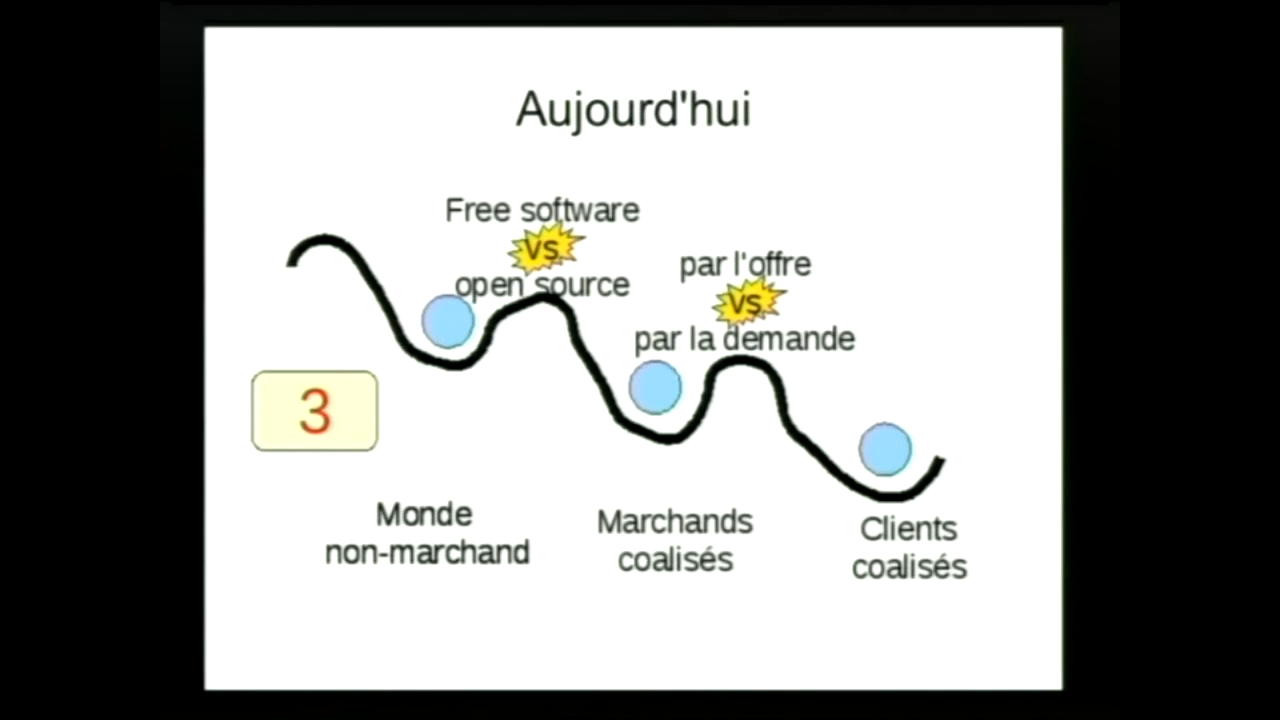 Aujourd'hui
Free software
vs
open source
par l'offre
vs
par la demande
3
Monde
non-marchand
Marchands
coalisés
Clients
coalisés